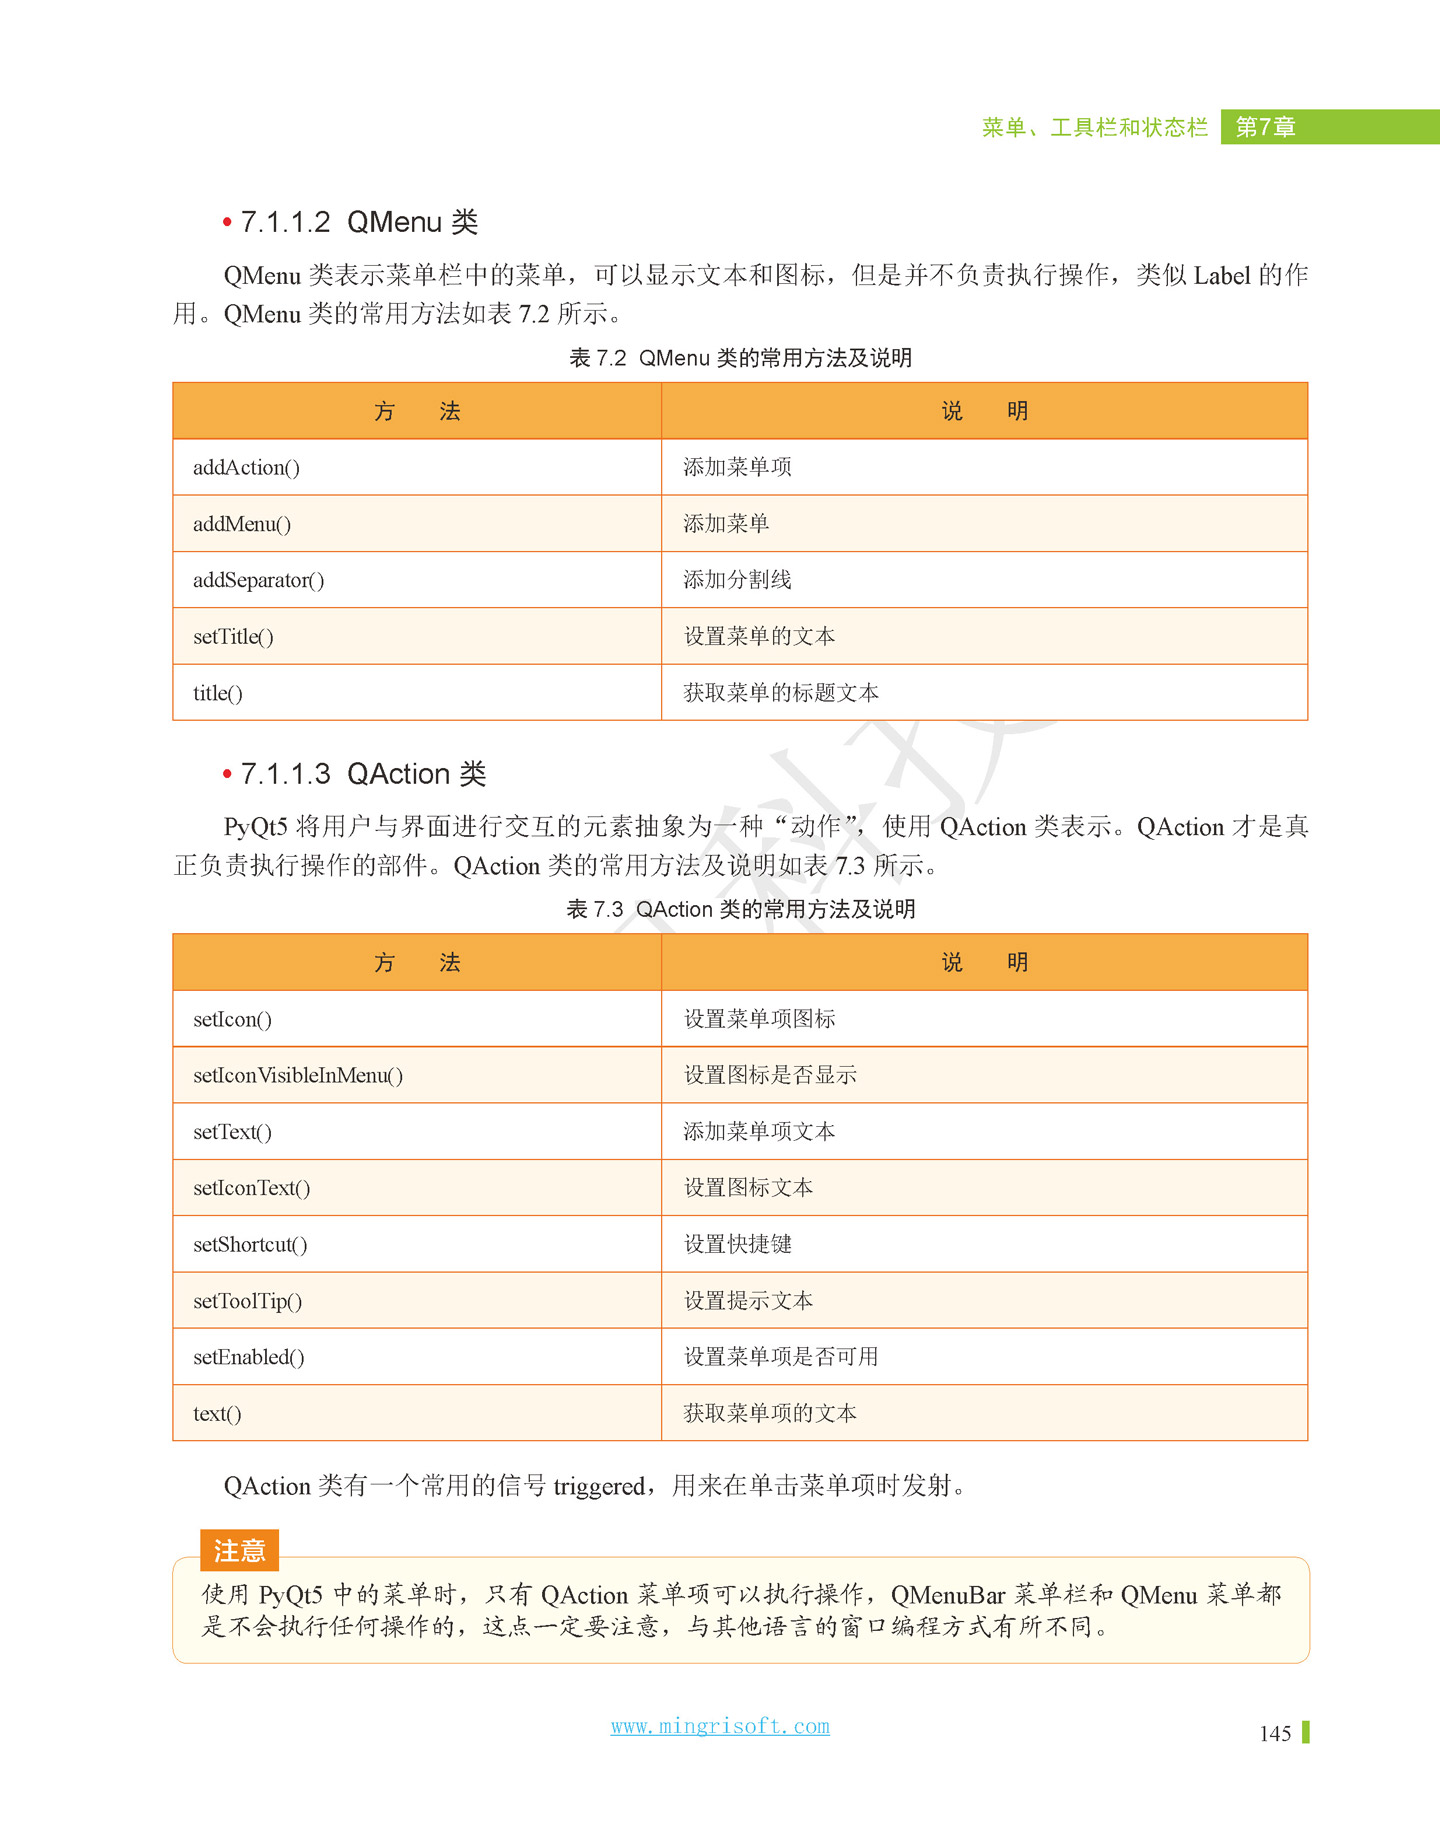 菜单、工具栏和状态栏 第7章
• 7.1.1.2 QMenu 类
QMenu 类表示菜单栏中的菜单，可以显示文本和图标，但是并不负责执行操作，类似 Label 的作
用。QMenu 类的常用方法如表 7.2 所示。
表 7.2 QMenu 类的常用方法及说明
方 法 说 明
addAction() 添加菜单项
addMenu() 添加菜单
addSeparator() 添加分割线
setTitle() 设置菜单的文本
title() 获取菜单的标题文本
• 7.1.1.3 QAction 类
PyQt5 将用户与界面进行交互的元素抽象为一种“动作”，使用 QAction 类表示。QAction 才是真
正负责执行操作的部件。QAction 类的常用方法及说明如表 7.3 所示。
表 7.3 QAction 类的常用方法及说明
方 法 说 明
setIcon() 设置菜单项图标
setIconVisibleInMenu() 设置图标是否显示
setText() 添加菜单项文本
setIconText() 设置图标文本
setShortcut() 设置快捷键
setToolTip() 设置提示文本
setEnabled() 设置菜单项是否可用
text() 获取菜单项的文本
QAction 类有一个常用的信号 triggered，用来在单击菜单项时发射。
注意
使用 PyQt5 中的菜单时，只有 QAction 菜单项可以执行操作，QMenuBar 菜单栏和 QMenu 菜单都
是不会执行任何操作的，这点一定要注意，与其他语言的窗口编程方式有所不同。
www.mingrisoft.com
145